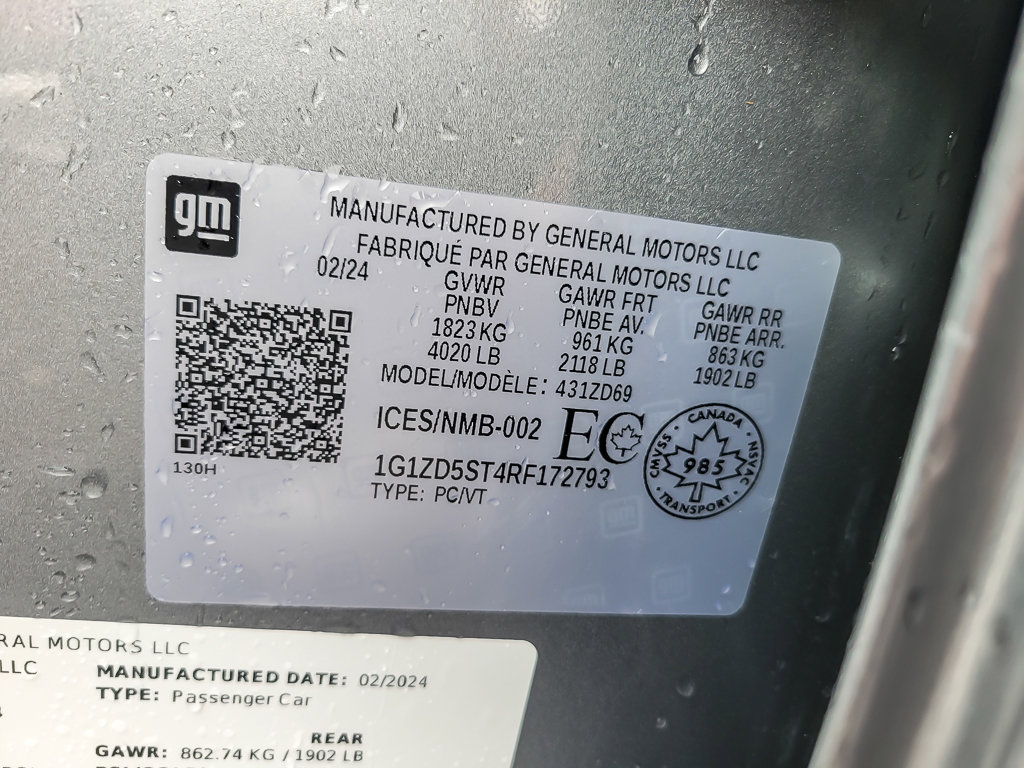 gm
MANUFACTURED BY GENERAL MOTORS LLC
FABRIQUÉ PAR GENERAL MOTORS LLC
02/24
GVWR GAWR FRT GAWR RR
PNBV PNBE AV. PNBE ARR.
1823 KG 961 KG 863 KG
4020 LB 2118 LB 1902 LB
MODEL/MODÈLE: 431ZD69
ICES/NMB-002 EC
CANADA
CMVSS · NSVAC
985
TRANSPORT
130H
1G1ZD5ST4RF172793
TYPE: PC/VT
gm
MOTORS LLC
LLC
MANUFACTURED DATE: 02/2024
TYPE: Passenger Car
REAR
GAWR: 862.74 KG / 1902 LB